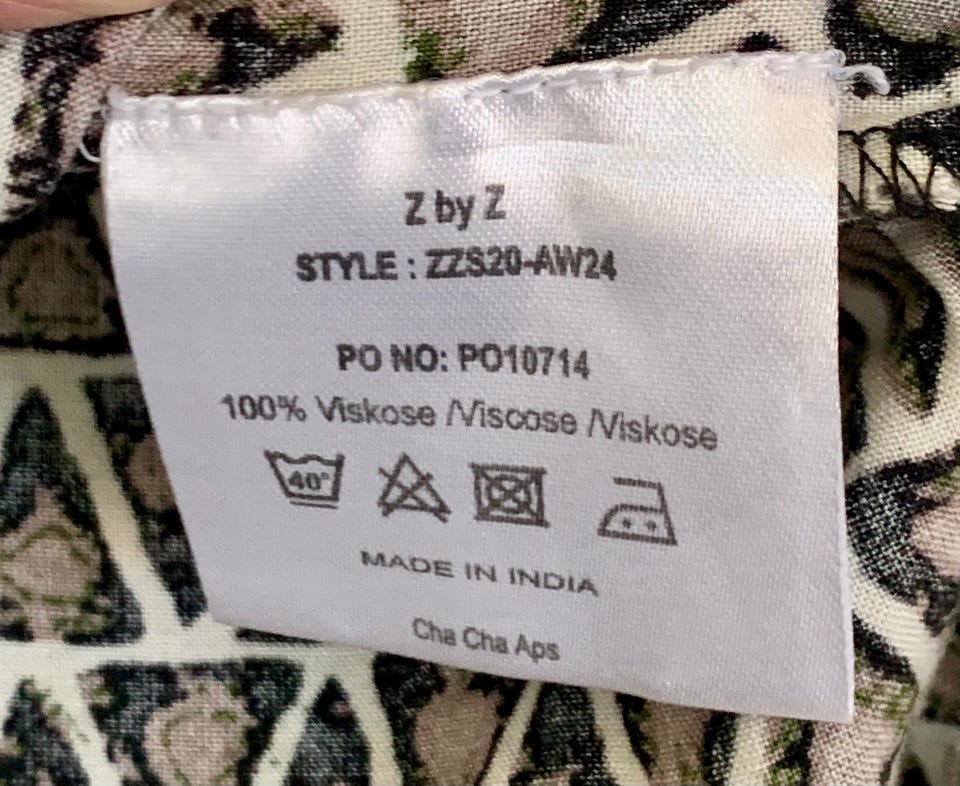 Z by Z
STYLE : ZZS20-AW24
PO NO: PO10714
100% Viskose /Viscose /Viskose
40°
MADE IN INDIA
Cha Cha Aps